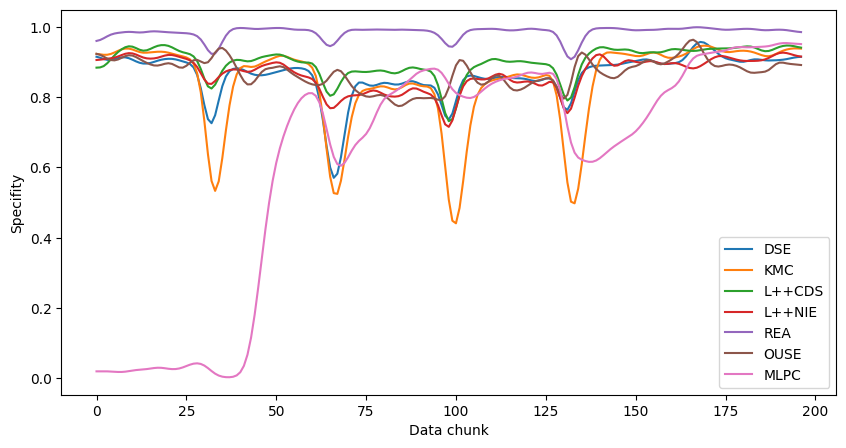 1.0
0.8
0.6
0.4
0.2
0.0
Specifity
0
25
50
75
100
125
150
175
200
Data chunk
DSE
KMC
L++CDS
L++NIE
REA
OUSE
MLPC